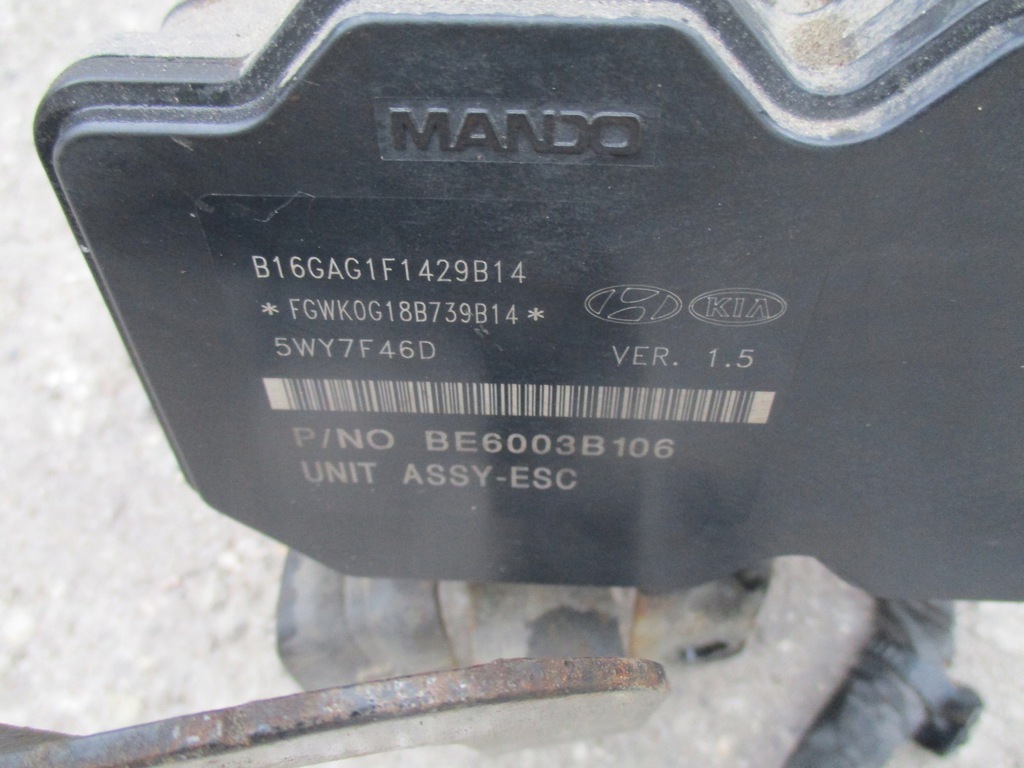 MANDO
B16GAG1F1429B14
*FGWK0G18B739B14*
KIA
5WY7F46D VER. 1.5
P/NO BE6003B106
UNIT ASSY-ESC